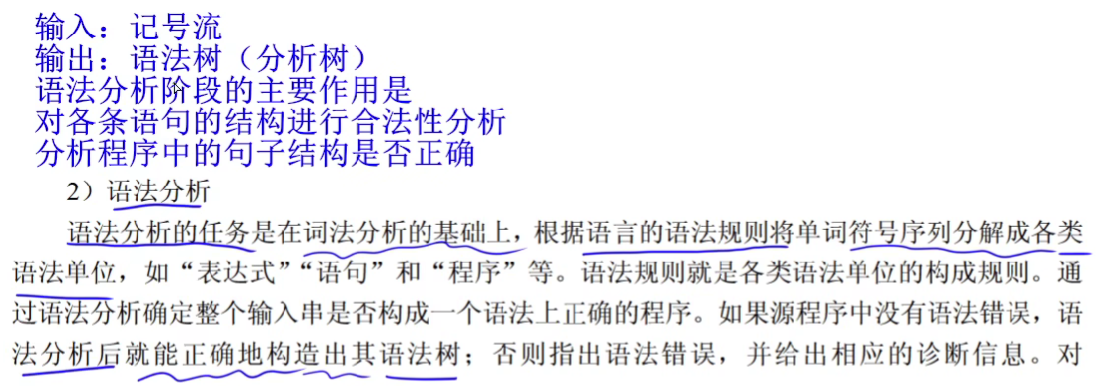 输入：记号流
输出：语法树（分析树）
语法分析阶段的主要作用是
对各条语句的结构进行合法性分析
分析程序中的句子结构是否正确
2）语法分析
语法分析的任务是在词法分析的基础上，根据语言的语法规则将单词符号序列分解成各类
语法单位，如“表达式”“语句”和“程序”等。语法规则就是各类语法单位的构成规则。通
过语法分析确定整个输入串是否构成一个语法上正确的程序。如果源程序中没有语法错误，语
法分析后就能正确地构造出其语法树；否则指出语法错误，并给出相应的诊断信息。对